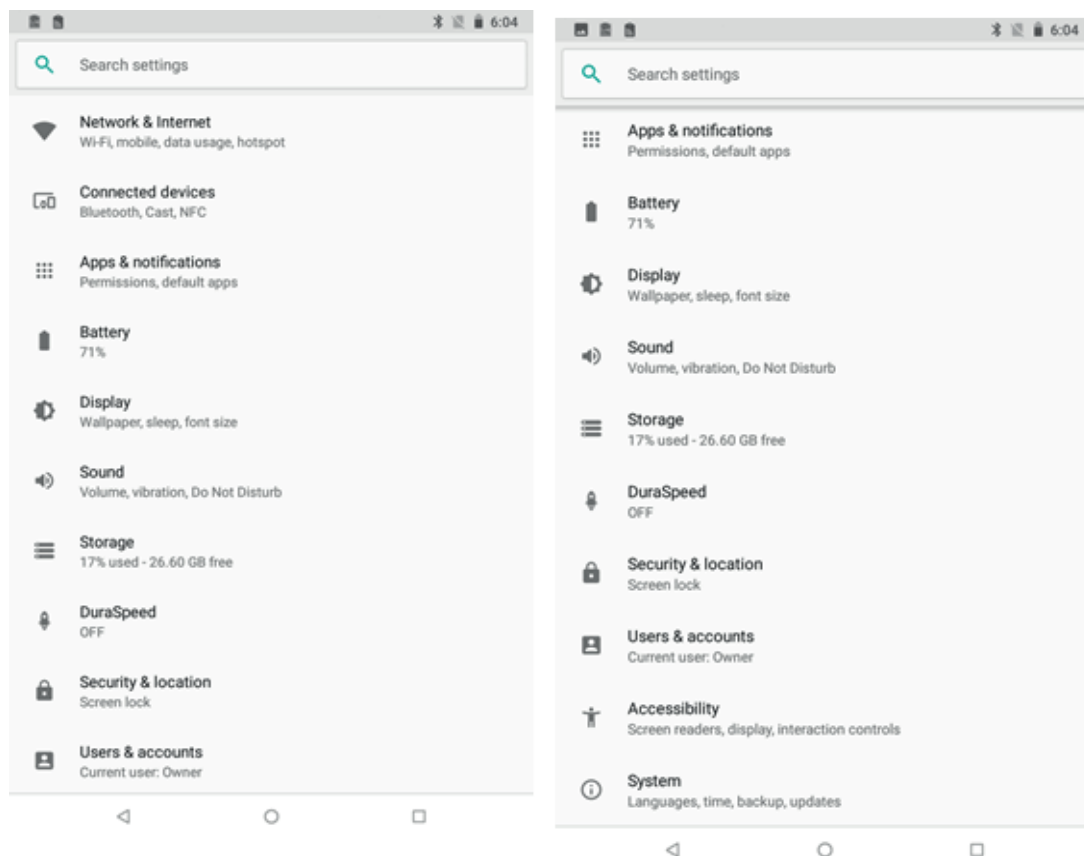 6:04
Search settings
Network & Internet
Wi-Fi, mobile, data usage, hotspot
Connected devices
Bluetooth, Cast, NFC
Apps & notifications
Permissions, default apps
Battery
71%
Display
Wallpaper, sleep, font size
Sound
Volume, vibration, Do Not Disturb
Storage
17% used - 26.60 GB free
DuraSpeed
OFF
Security & location
Screen lock
Users & accounts
Current user: Owner
6:04
Search settings
Apps & notifications
Permissions, default apps
Battery
71%
Display
Wallpaper, sleep, font size
Sound
Volume, vibration, Do Not Disturb
Storage
17% used - 26.60 GB free
DuraSpeed
OFF
Security & location
Screen lock
Users & accounts
Current user: Owner
Accessibility
Screen readers, display, interaction controls
System
Languages, time, backup, updates